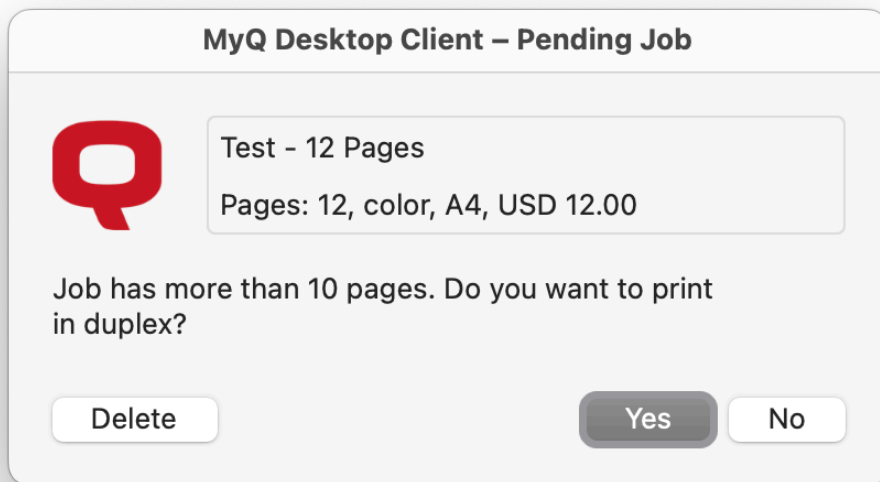 MyQ Desktop Client – Pending Job
Test - 12 Pages
Pages: 12, color, A4, USD 12.00
Job has more than 10 pages. Do you want to print
in duplex?
Delete
Yes
No